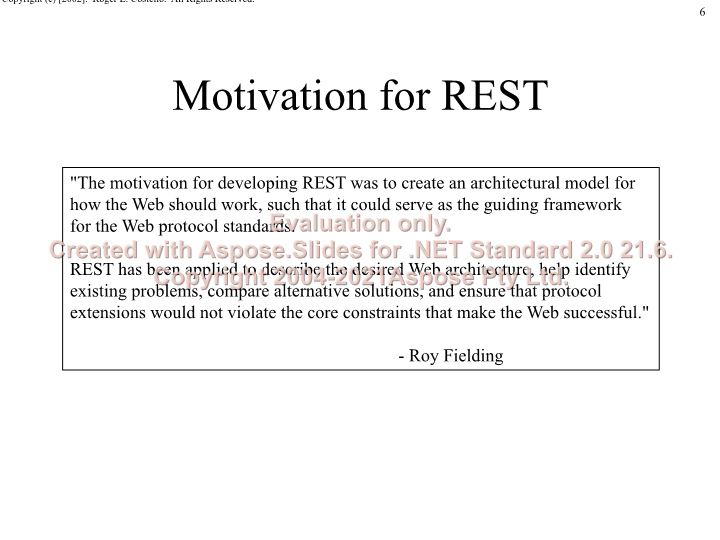 Copyright (c) [2002]. Roger L. Costello. All Rights Reserved.
6
Motivation for REST
"The motivation for developing REST was to create an architectural model for
how the Web should work, such that it could serve as the guiding framework
for the Web protocol standards.
REST has been applied to describe the desired Web architecture, help identify
existing problems, compare alternative solutions, and ensure that protocol
extensions would not violate the core constraints that make the Web successful."
- Roy Fielding
Evaluation only.
Created with Aspose.Slides for .NET Standard 2.0 21.6.
Copyright 2004-2021Aspose Pty Ltd.